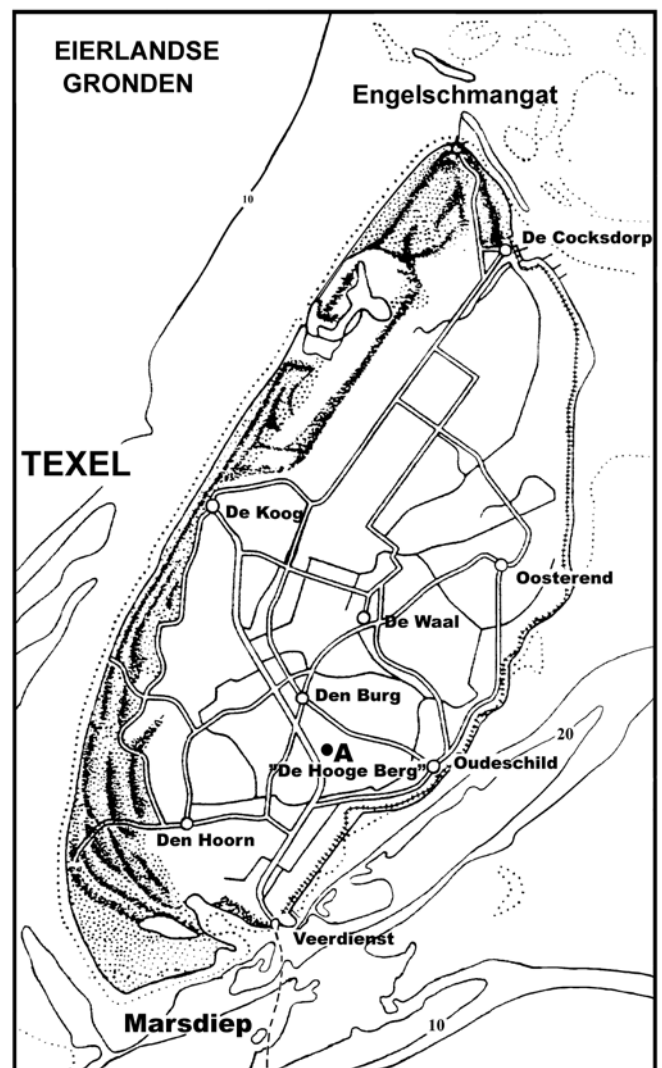 EIERLANDSE
GRONDEN
Engelschmangat
10
De Cocksdorp
TEXEL
De Koog
Oosterend
De Waal
Den Burg
20
A
"De Hooge Berg"
Oudeschild
Den Hoorn
Veerdienst
Marsdiep
10